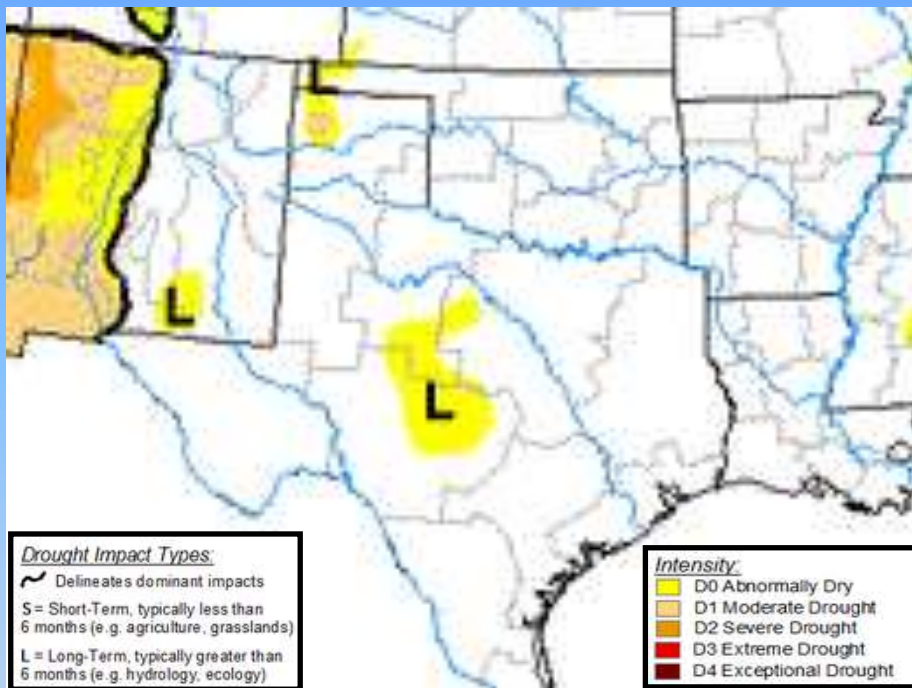 L
L
L
Drought Impact Types:
Delineates dominant impacts
S = Short-Term, typically less than
6 months (e.g. agriculture, grasslands)
L = Long-Term, typically greater than
6 months (e.g. hydrology, ecology)
Intensity:
D0 Abnormally Dry
D1 Moderate Drought
D2 Severe Drought
D3 Extreme Drought
D4 Exceptional Drought